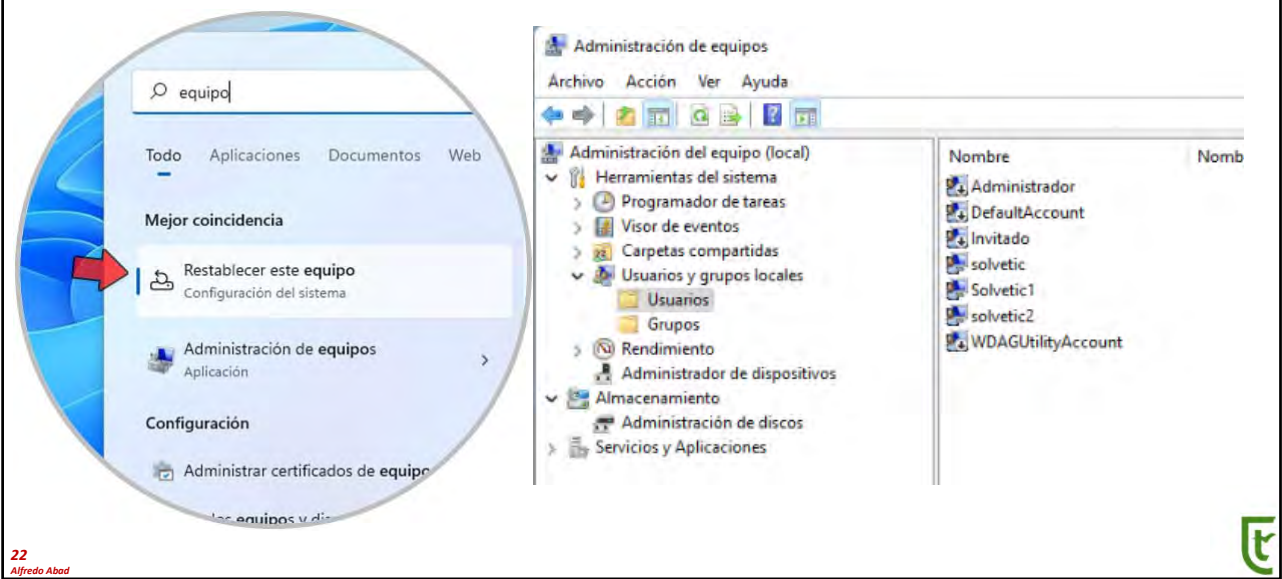 equipo
Todo Aplicaciones Documentos Web
Mejor coincidencia
Restablecer este equipo
Configuración del sistema
Administración de equipos
Aplicación
Configuración
Administrar certificados de equipo
equipos y
Administración de equipos
Archivo Acción Ver Ayuda
Administración del equipo (local)
Herramientas del sistema
Programador de tareas
Visor de eventos
Carpetas compartidas
Usuarios y grupos locales
Usuarios
Grupos
Rendimiento
Administrador de dispositivos
Almacenamiento
Administración de discos
Servicios y Aplicaciones
Nombre Nomb
Administrador
DefaultAccount
Invitado
solvetic
Solvetic1
solvetic2
WDAGUtilityAccount
22
Alfredo Abad